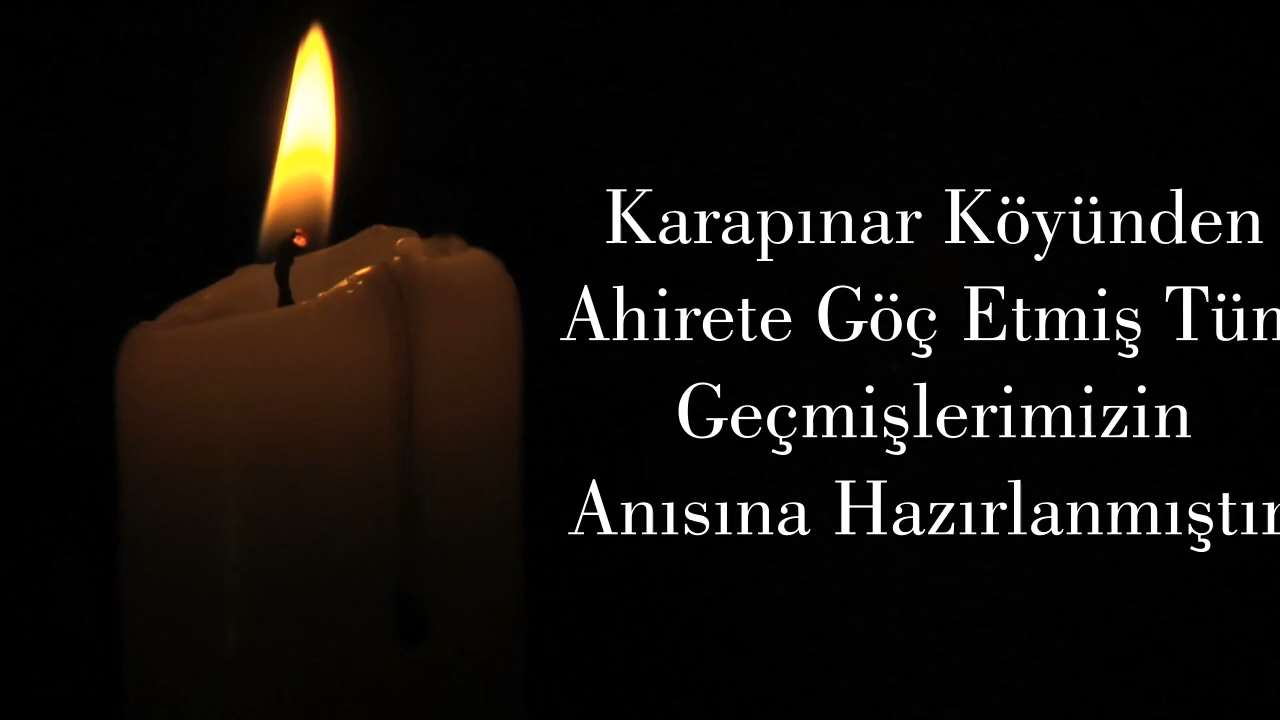 Karapınar Köyünden
Ahirete Göç Etmiş Tüm
Geçmişlerimizin
Anısına Hazırlanmıştır